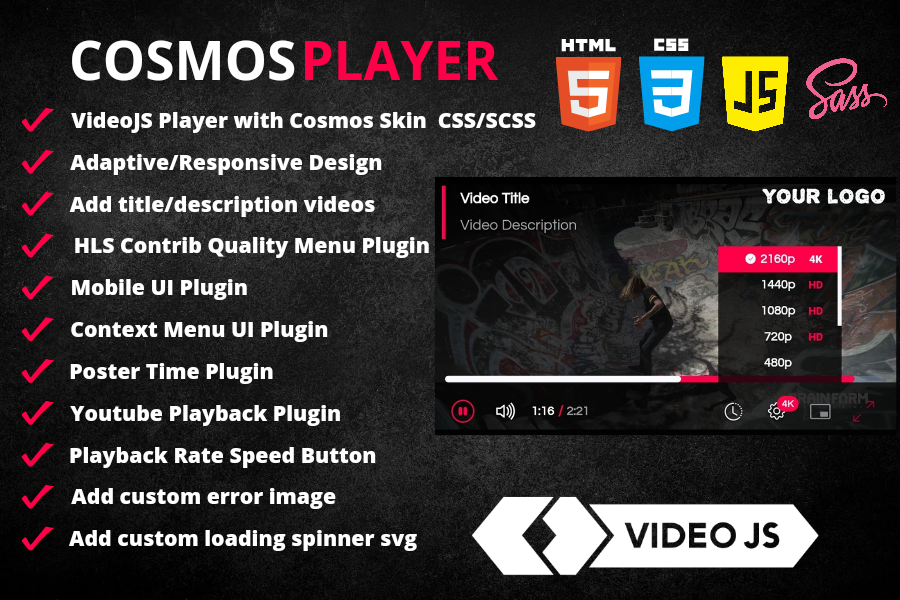 COSMOSPLAYER
HTML
5
CSS
3
JS
Sass
VideoJS Player with Cosmos Skin CSS/SCSS
Adaptive/Responsive Design
Add title/description videos
HLS Contrib Quality Menu Plugin
Mobile UI Plugin
Context Menu UI Plugin
Poster Time Plugin
Youtube Playback Plugin
Playback Rate Speed Button
Add custom error image
Add custom loading spinner svg
Video Title
YOUR LOGO
Video Description
2160p 4K
1440p HD
1080p HD
720p HD
480p
1:16 / 2:21
4K
VIDEO JS